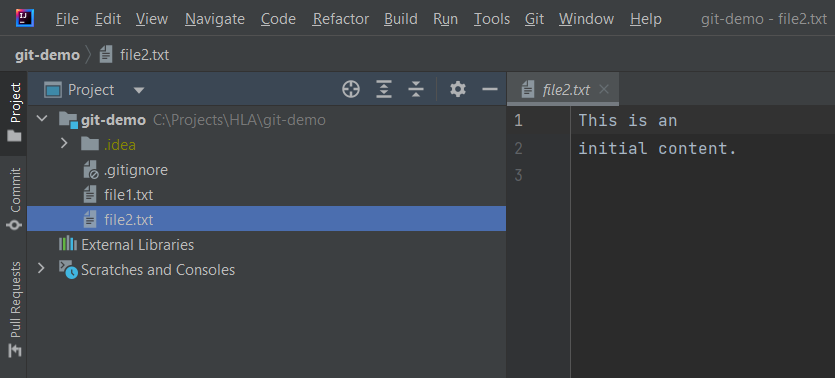 IJ File Edit View Navigate Code Refactor Build Run Tools Git Window Help git-demo - file2.txt
git-demo file2.txt
Project
file2.txt
git-demo C:\Projects\HLA\git-demo
.idea
.gitignore
file1.txt
file2.txt
External Libraries
Scratches and Consoles
Project
Commit
Pull Requests
1 This is an
2 initial content.
3